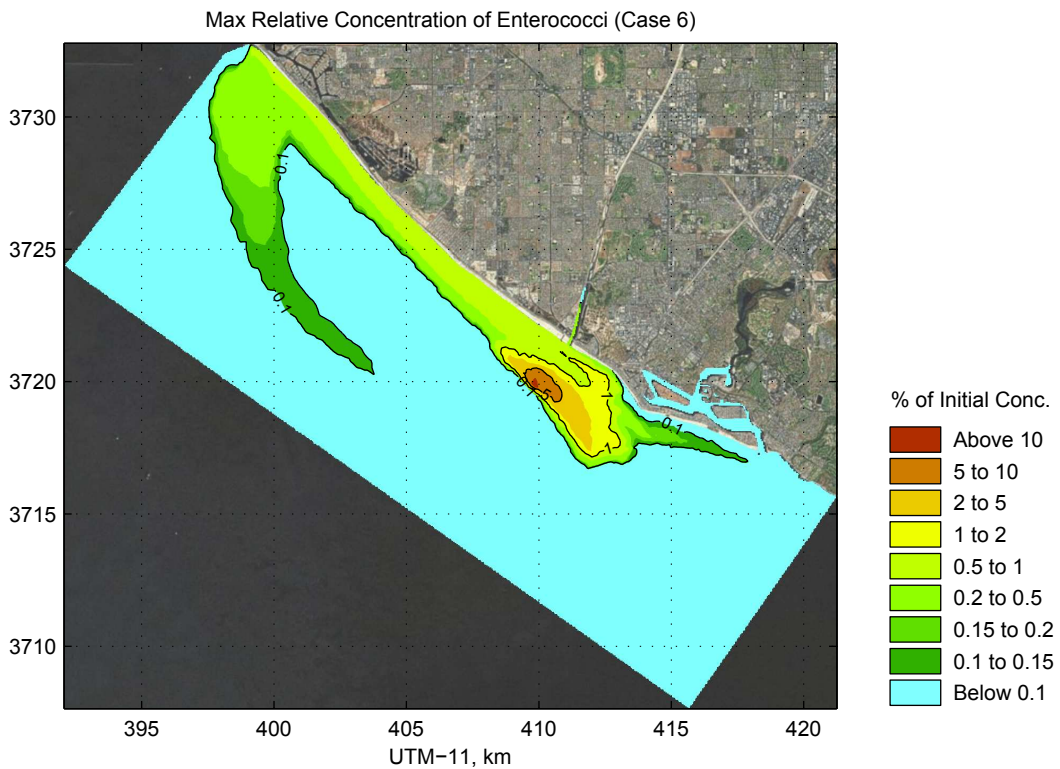 Max Relative Concentration of Enterococci (Case 6)
3730
3725
3720
3715
3710
395
400
405
410
415
420
UTM−11, km
0.1
0.1
0.1
5
1
1
0.1
% of Initial Conc.
Above 10
5 to 10
2 to 5
1 to 2
0.5 to 1
0.2 to 0.5
0.15 to 0.2
0.1 to 0.15
Below 0.1